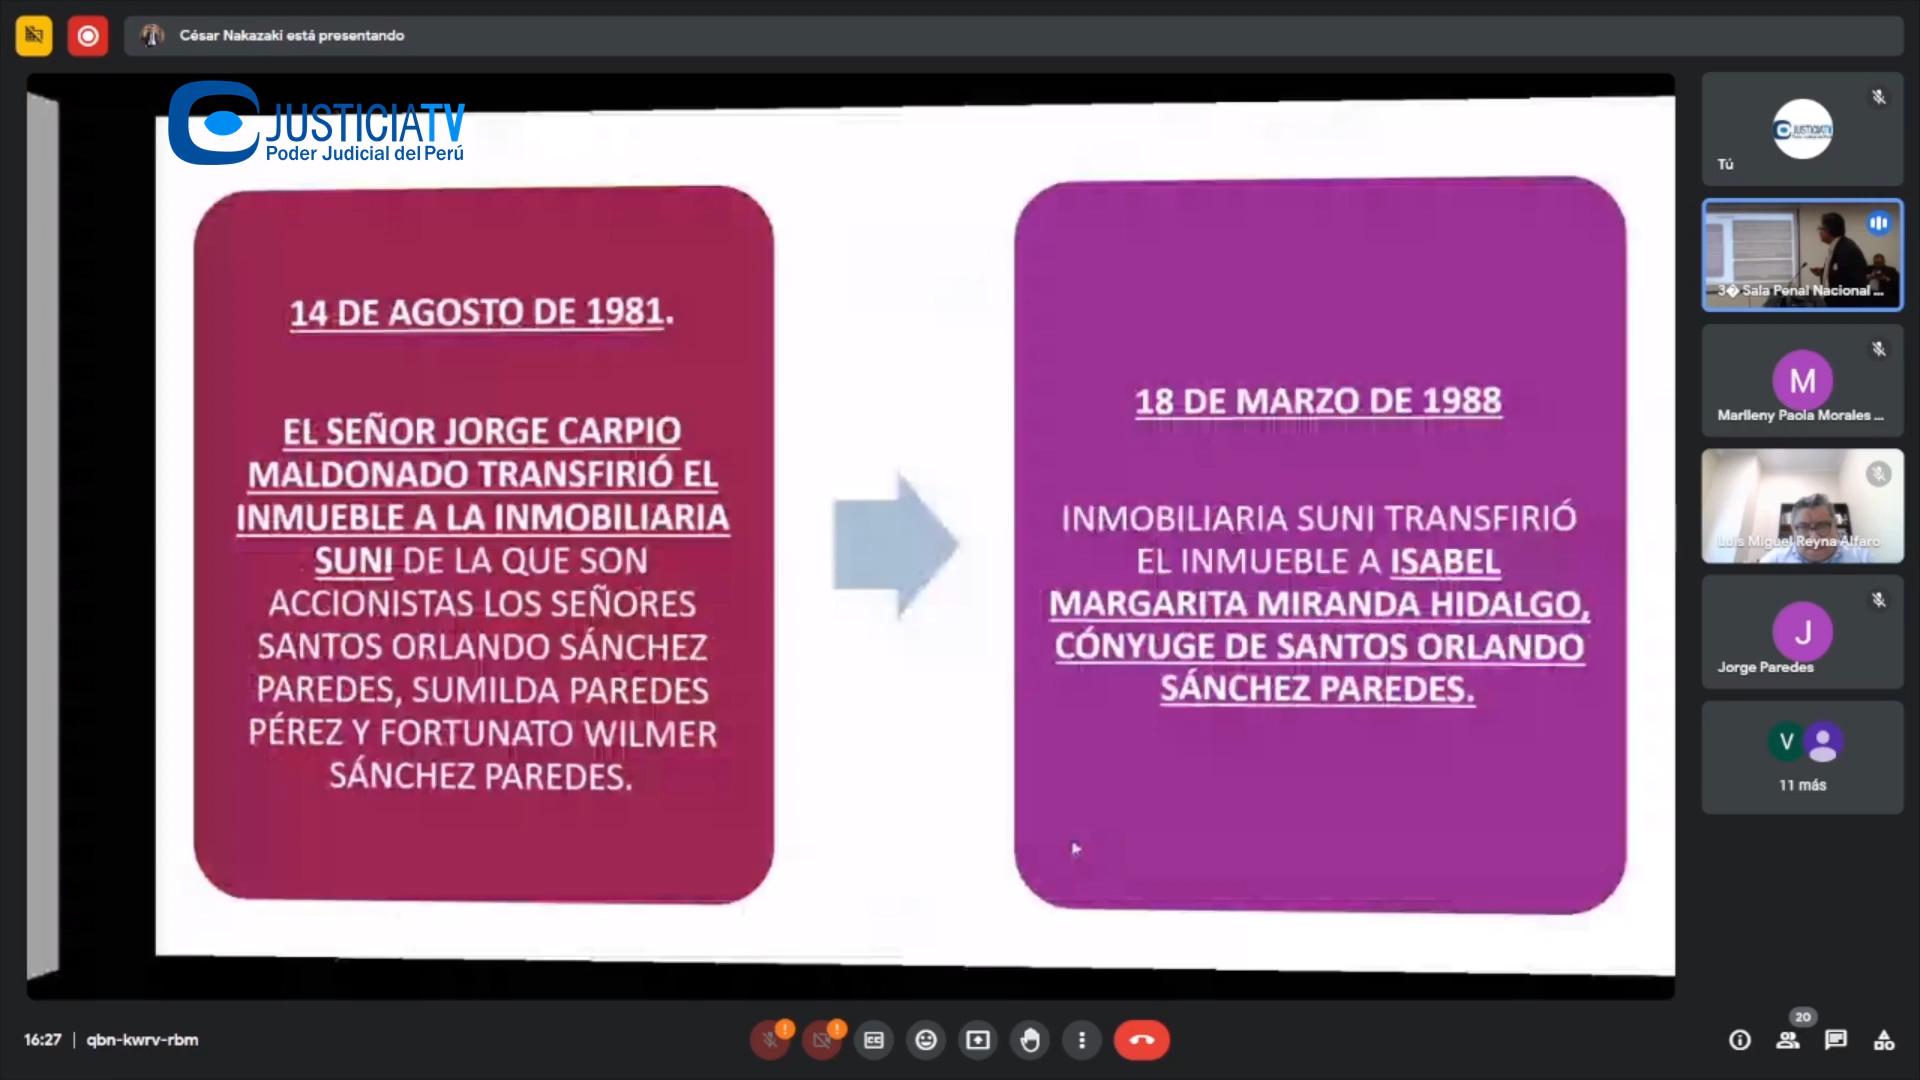 César Nakazaki está presentando
JUSTICIATV
Poder Judicial del Perú
14 DE AGOSTO DE 1981.
EL SEÑOR JORGE CARPIO
MALDONADO TRANSFIRIÓ EL
INMUEBLE A LA INMOBILIARIA
SUNI DE LA QUE SON
ACCIONISTAS LOS SEÑORES
SANTOS ORLANDO SÁNCHEZ
PAREDES, SUMILDA PAREDES
PÉREZ Y FORTUNATO WILMER
SÁNCHEZ PAREDES.
18 DE MARZO DE 1988
INMOBILIARIA SUNI TRANSFIRIÓ
EL INMUEBLE A ISABEL
MARGARITA MIRANDA HIDALGO,
CÓNYUGE DE SANTOS ORLANDO
SÁNCHEZ PAREDES.
JUSTICIATV
Tú
3� Sala Penal Nacional ...
M
Marlleny Paola Morales ...
Luis Miguel Reyna Alfaro
J
Jorge Paredes
V
11 más
16:27 | qbn-kwrv-rbm
CC
20